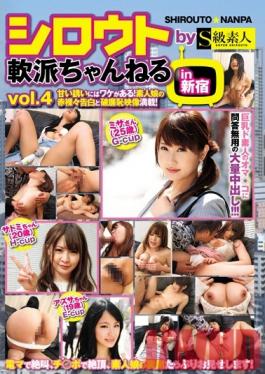 SHIROUTO × NANPA
シロウト by S級素人
SUPER SHIROUTO
軟派ちゃんねる in 新宿
vol.4
甘い誘いにはワケがある!素人娘の
赤裸々告白と破廉恥映像満載!
ミサさん
(25歳)
G-cup
巨乳ド素人のオマ×コに
問答無用の大量中出し!!!
サトミちゃん
(20歳)
H-cup
アズサちゃん
(19歳)
E-cup
電マで絶叫、チ○ポで絶頂、素人娘の
たっぷりお見せします!